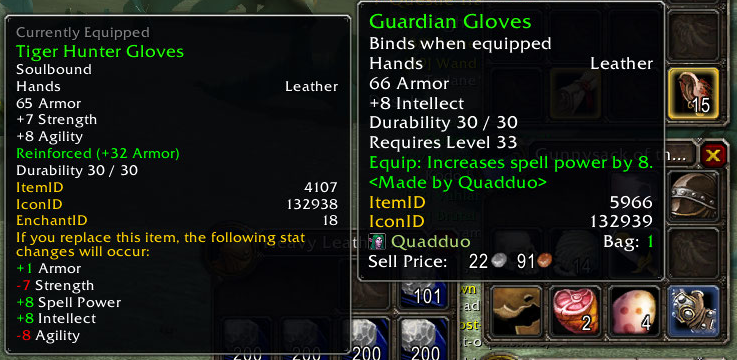 Currently Equipped
Tiger Hunter Gloves
Soulbound
Hands Leather
65 Armor
+7 Strength
+8 Agility
Reinforced (+32 Armor)
Durability 30 / 30
ItemID 4107
IconID 132938
EnchantID 18
If you replace this item, the following stat
changes will occur:
+1 Armor
-7 Strength
+8 Spell Power
+8 Intellect
-8 Agility
Guardian Gloves
Binds when equipped
Hands Leather
66 Armor
+8 Intellect
Durability 30 / 30
Requires Level 33
Equip: Increases spell power by 8.
<Made by Quadduo>
ItemID 5966
IconID 132939
Quadduo Bag: 1
Sell Price: 22 91
15
101
2
4
200
200
200